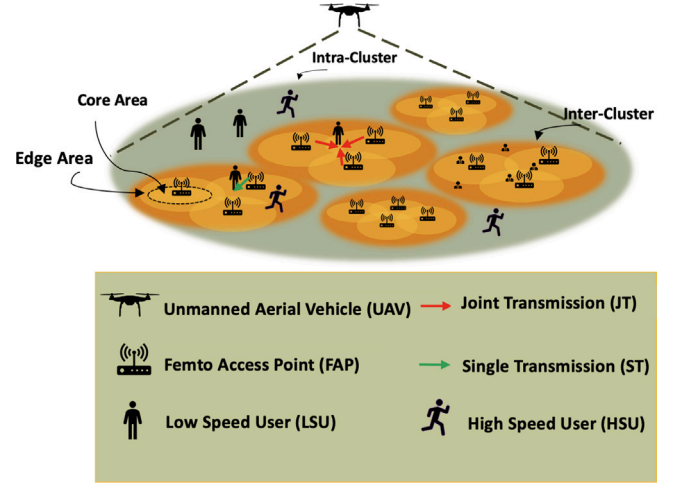 Intra-Cluster
Core Area
Inter-Cluster
Edge Area
Unmanned Aerial Vehicle (UAV)
Joint Transmission (JT)
Femto Access Point (FAP)
Single Transmission (ST)
Low Speed User (LSU)
High Speed User (HSU)